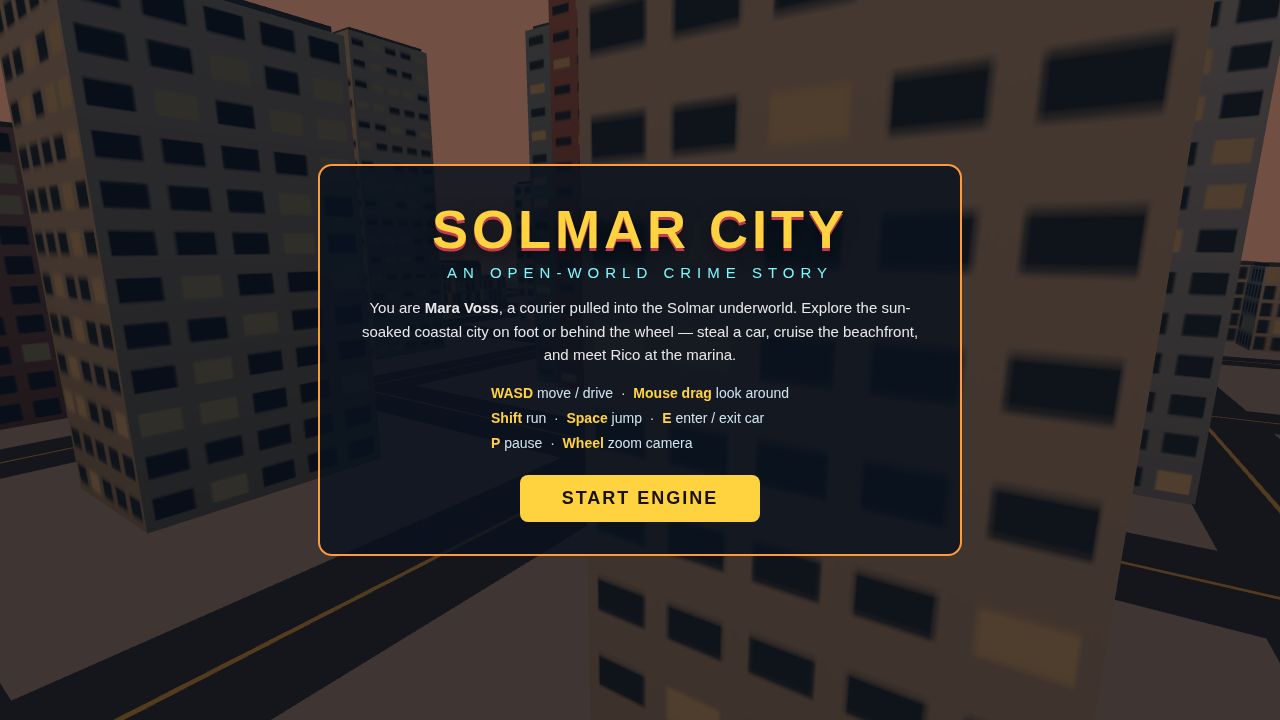 SOLMAR CITY
AN OPEN-WORLD CRIME STORY
You are Mara Voss, a courier pulled into the Solmar underworld. Explore the sun-
soaked coastal city on foot or behind the wheel — steal a car, cruise the beachfront,
and meet Rico at the marina.
WASD move / drive · Mouse drag look around
Shift run · Space jump · E enter / exit car
P pause · Wheel zoom camera
START ENGINE